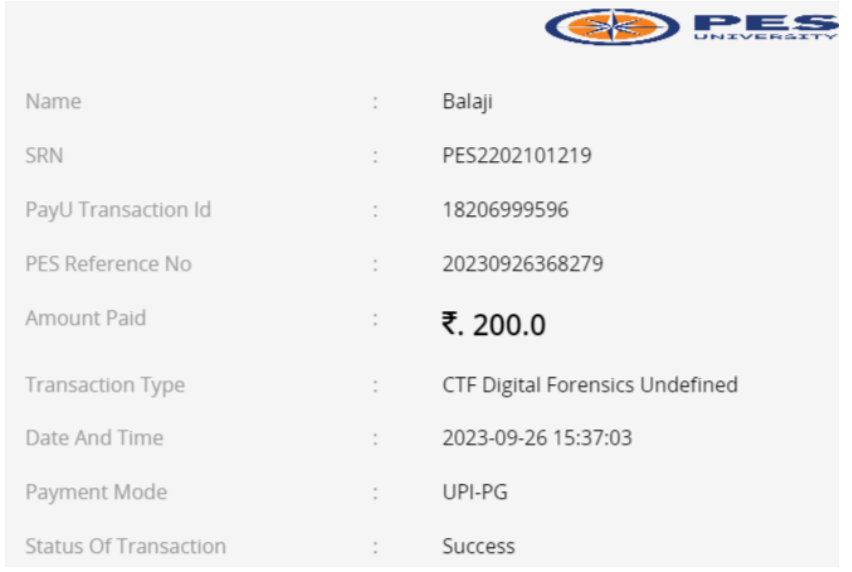 PES
UNIVERSITY
Name : Balaji
SRN : PES2202101219
PayU Transaction Id : 18206999596
PES Reference No : 20230926368279
Amount Paid : ₹. 200.0
Transaction Type : CTF Digital Forensics Undefined
Date And Time : 2023-09-26 15:37:03
Payment Mode : UPI-PG
Status Of Transaction : Success